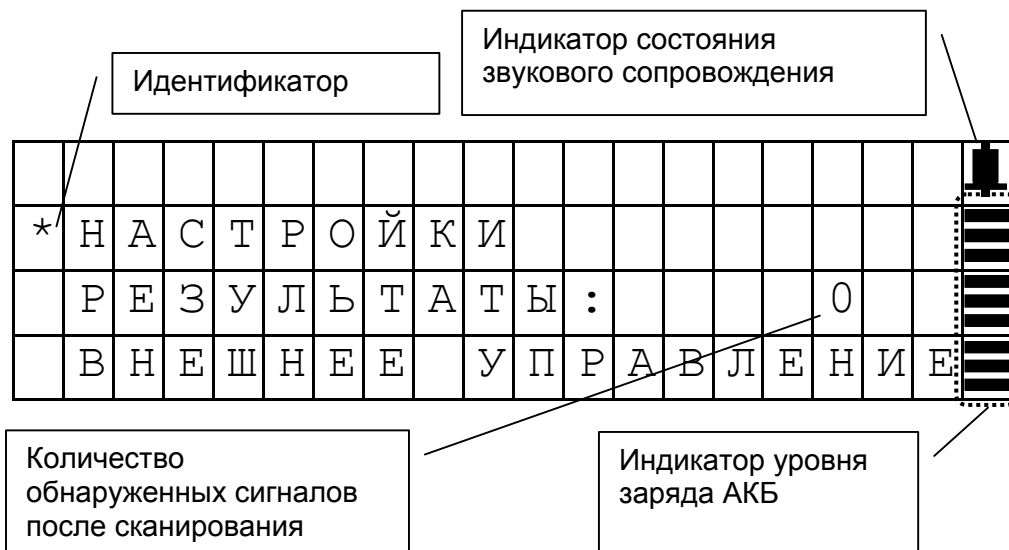 Индикатор состояния
звукового сопровождения
Идентификатор
*НАСТРОЙКИ
РЕЗУЛЬТАТЫ: 0
ВНЕШНЕЕ УПРАВЛЕНИЕ
Количество
обнаруженных сигналов
после сканирования
Индикатор уровня
заряда АКБ